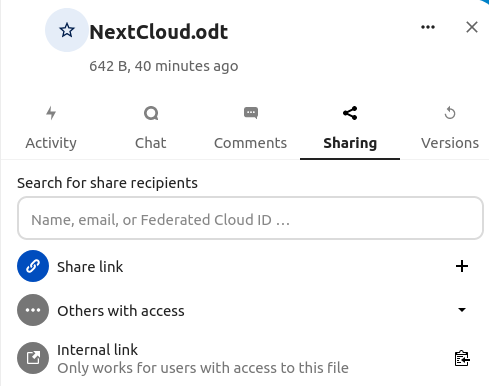 NextCloud.odt
642 B, 40 minutes ago
Activity
Chat
Comments
Sharing
Versions
Search for share recipients
Name, email, or Federated Cloud ID …
Share link
Others with access
Internal link
Only works for users with access to this file